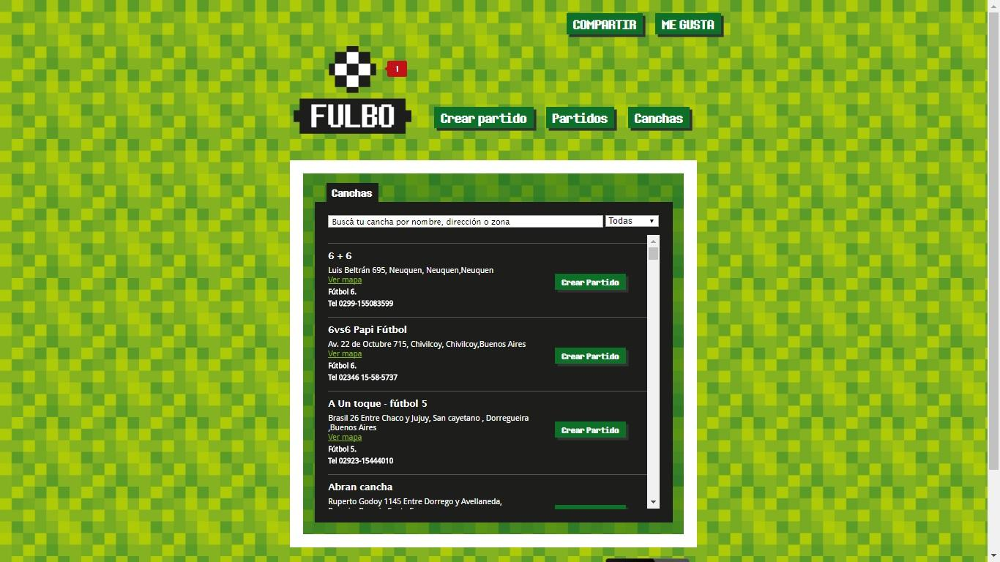 COMPARTIR
ME GUSTA
1
FULBO
Crear partido
Partidos
Canchas
Canchas
Buscá tu cancha por nombre, dirección o zona
Todas
6 + 6
Luis Beltrán 695, Neuquen, Neuquen,Neuquen
Ver mapa
Fútbol 6.
Tel 0299-155083599
Crear Partido
6vs6 Papi Fútbol
Av. 22 de Octubre 715, Chivilcoy, Chivilcoy,Buenos Aires
Ver mapa
Fútbol 6.
Tel 02346 15-58-5737
Crear Partido
A Un toque - fútbol 5
Brasil 26 Entre Chaco y Jujuy, San cayetano , Dorregueira
,Buenos Aires
Ver mapa
Fútbol 5.
Tel 02923-15444010
Crear Partido
Abran cancha
Ruperto Godoy 1145 Entre Dorrego y Avellaneda,